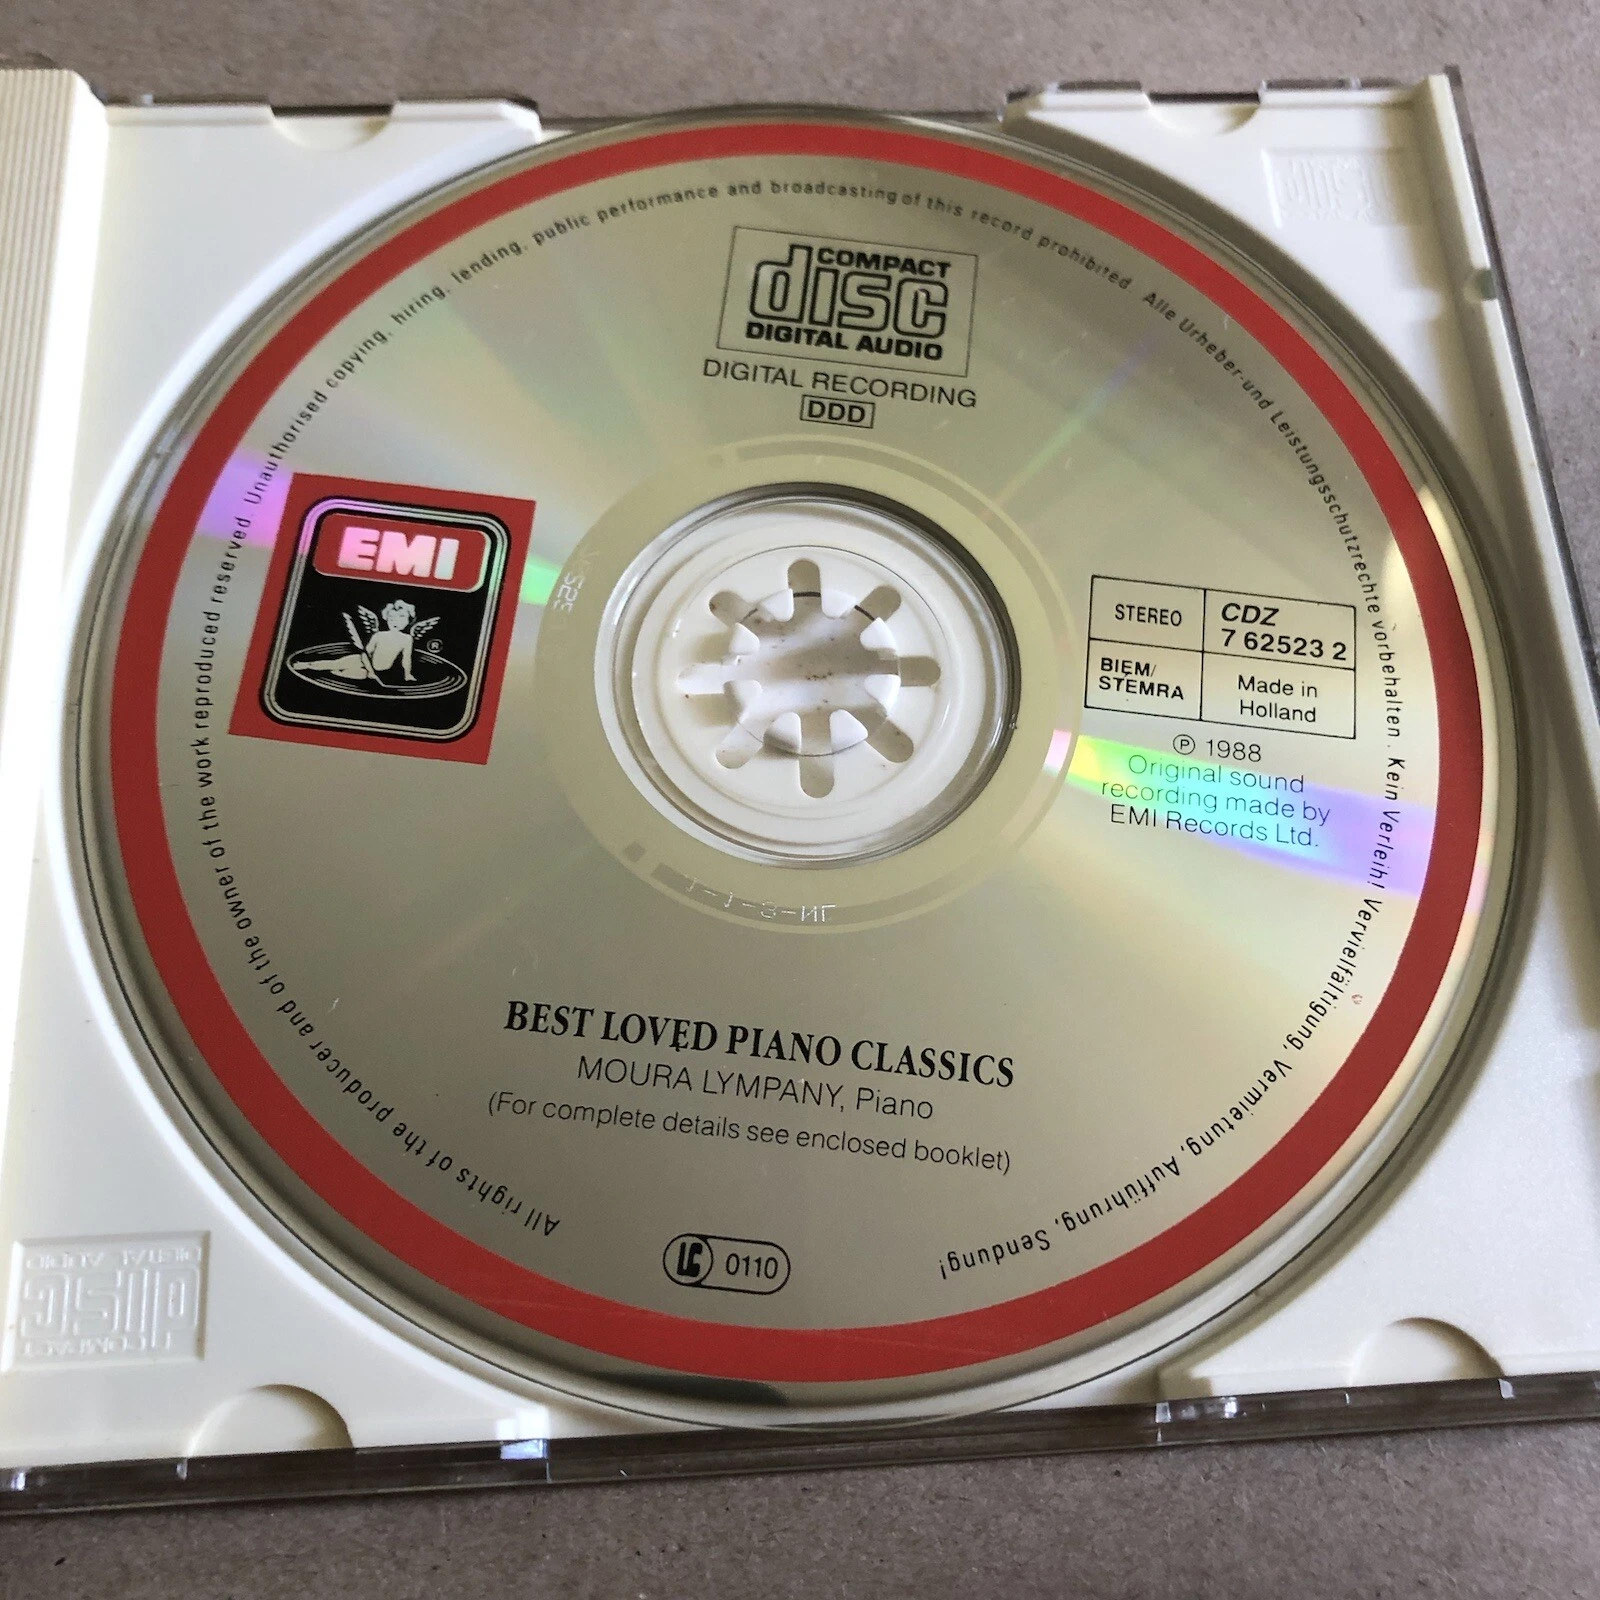 COMPACT
disc
DIGITAL AUDIO
DIGITAL RECORDING
DDD
EMI
®
STEREO
CDZ
7 62523 2
BIEM/
STEMRA
Made in
Holland
℗ 1988
Original sound
recording made by
EMI Records Ltd.
BEST LOVED PIANO CLASSICS
MOURA LYMPANY, Piano
(For complete details see enclosed booklet)
LC 0110
All rights of the producer and of the owner of the work reproduced reserved. Unauthorised copying, hiring, lending, public performance and broadcasting of this record prohibited. Alle Urheber- und Leistungsschutzrechte vorbehalten. Kein Verleih! Vervielfältigung, Vermietung, Aufführung, Sendung!
COMPACT
disc
DIGITAL AUDIO